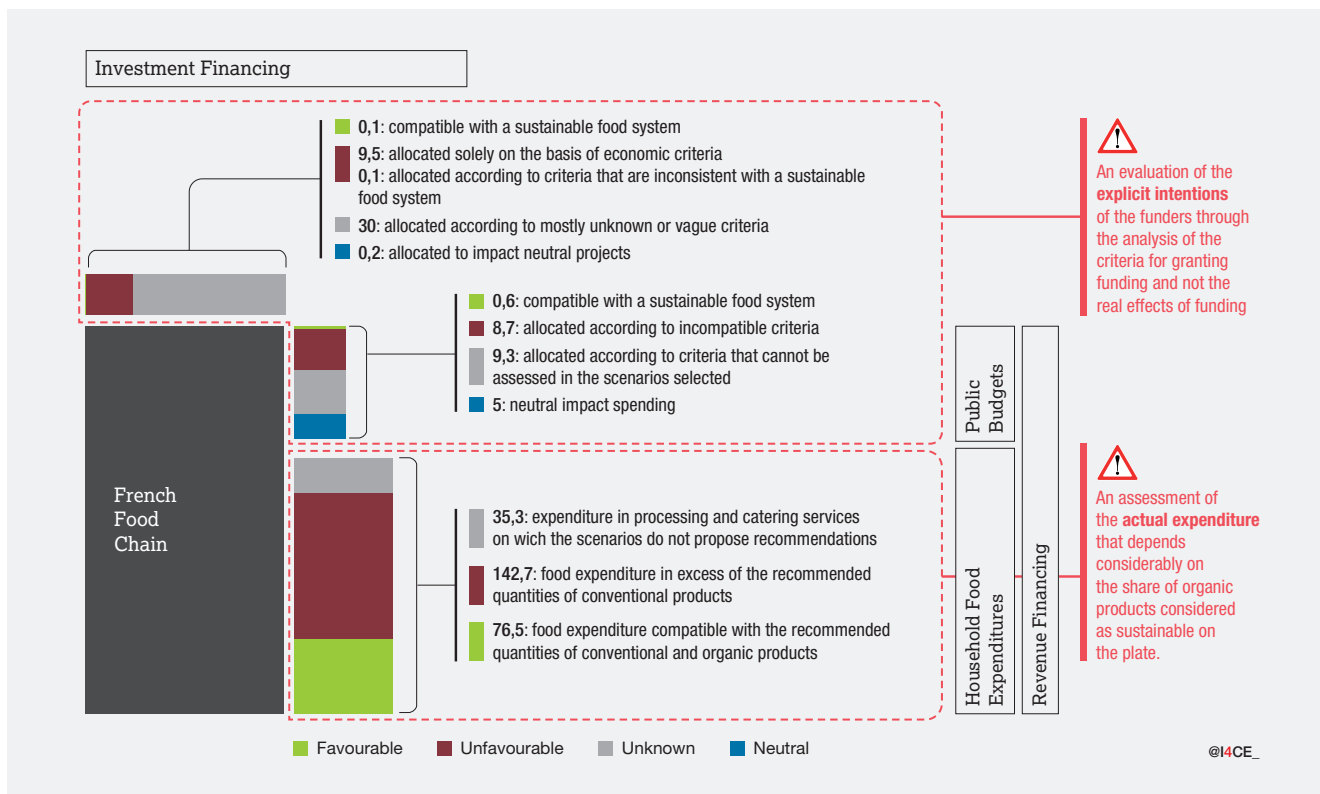 Investment Financing
0,1: compatible with a sustainable food system
9,5: allocated solely on the basis of economic criteria
0,1: allocated according to criteria that are inconsistent with a sustainable
food system
30: allocated according to mostly unknown or vague criteria
0,2: allocated to impact neutral projects
An evaluation of the
explicit intentions
of the funders through
the analysis of the
criteria for granting
funding and not the
real effects of funding
0,6: compatible with a sustainable food system
8,7: allocated according to incompatible criteria
9,3: allocated according to criteria that cannot be
assessed in the scenarios selected
5: neutral impact spending
Public
Budgets
French
Food
Chain
35,3: expenditure in processing and catering services
on wich the scenarios do not propose recommendations
142,7: food expenditure in excess of the recommended
quantities of conventional products
76,5: food expenditure compatible with the recommended
quantities of conventional and organic products
Household Food
Expenditures
Revenue Financing
An assessment of
the actual expenditure
that depends
considerably on
the share of organic
products considered
as sustainable on
the plate.
Favourable
Unfavourable
Unknown
Neutral
@I4CE_